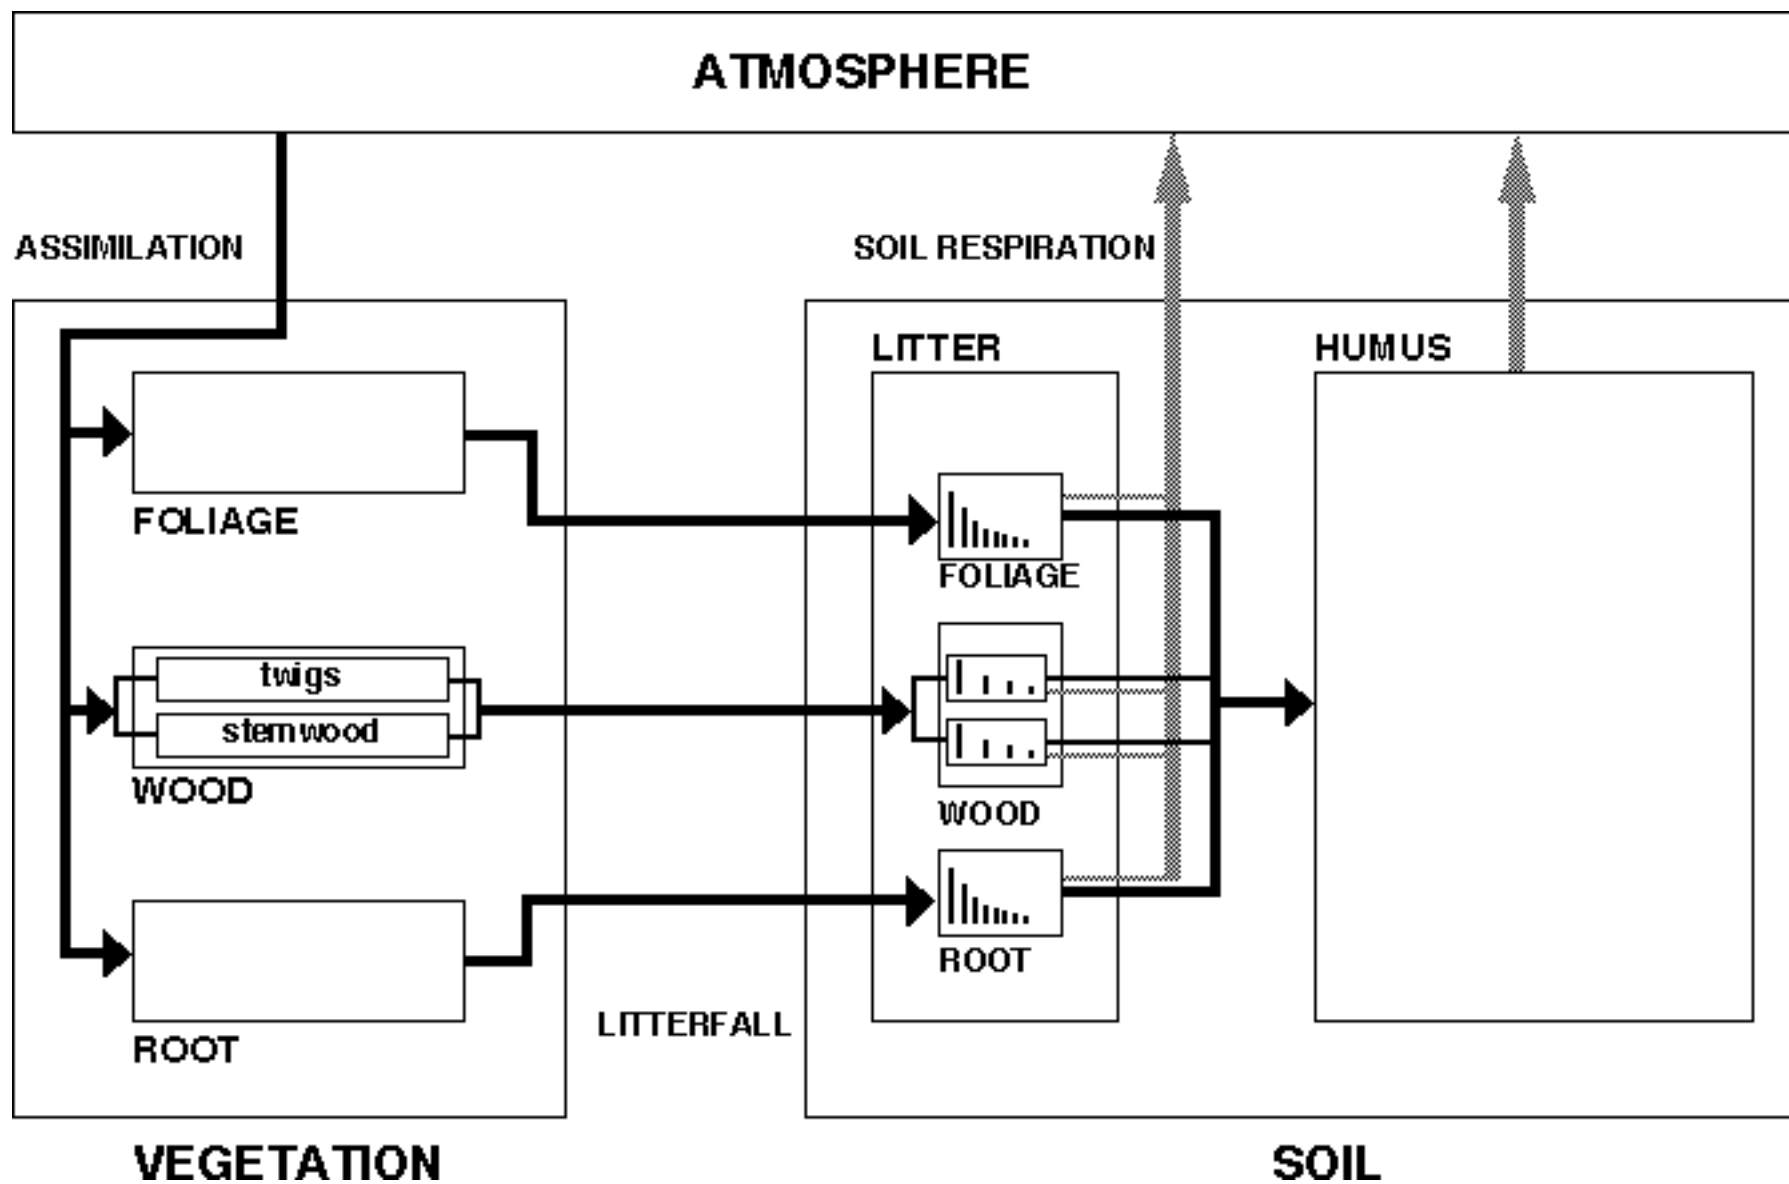 ATMOSPHERE
ASSIMILATION
SOIL RESPIRATION
LITTER
HUMUS
FOLIAGE
FOLIAGE
twigs
stemwood
WOOD
WOOD
ROOT
ROOT
LITTERFALL
VEGETATION
SOIL